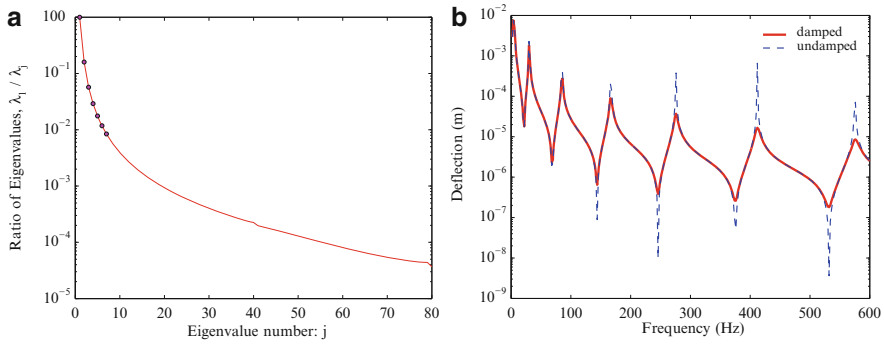 a
100
10^-1
10^-2
10^-3
10^-4
10^-5
Ratio of Eigenvalues, λ1 / λj
0 10 20 30 40 50 60 70 80
Eigenvalue number: j
b
10^-2
10^-3
10^-4
10^-5
10^-6
10^-7
10^-8
10^-9
Deflection (m)
damped
undamped
0 100 200 300 400 500 600
Frequency (Hz)